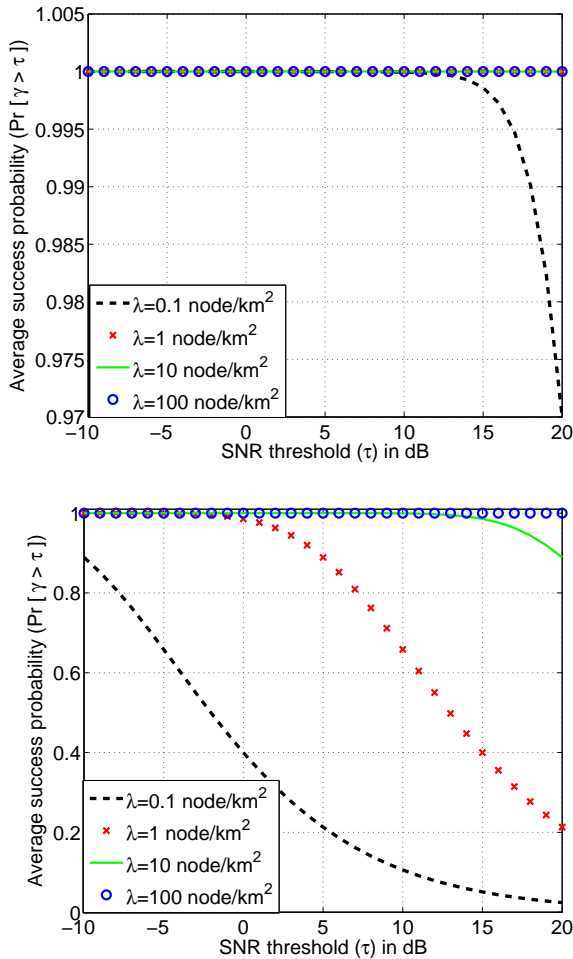 1.005
1
0.995
0.99
0.985
0.98
0.975
0.97
Average success probability (Pr [ γ > τ ])
λ=0.1 node/km²
λ=1 node/km²
λ=10 node/km²
λ=100 node/km²
−10 −5 0 5 10 15 20
SNR threshold (τ) in dB
1
0.8
0.6
0.4
0.2
0
Average success probability (Pr [ γ > τ ])
λ=0.1 node/km²
λ=1 node/km²
λ=10 node/km²
λ=100 node/km²
−10 −5 0 5 10 15 20
SNR threshold (τ) in dB